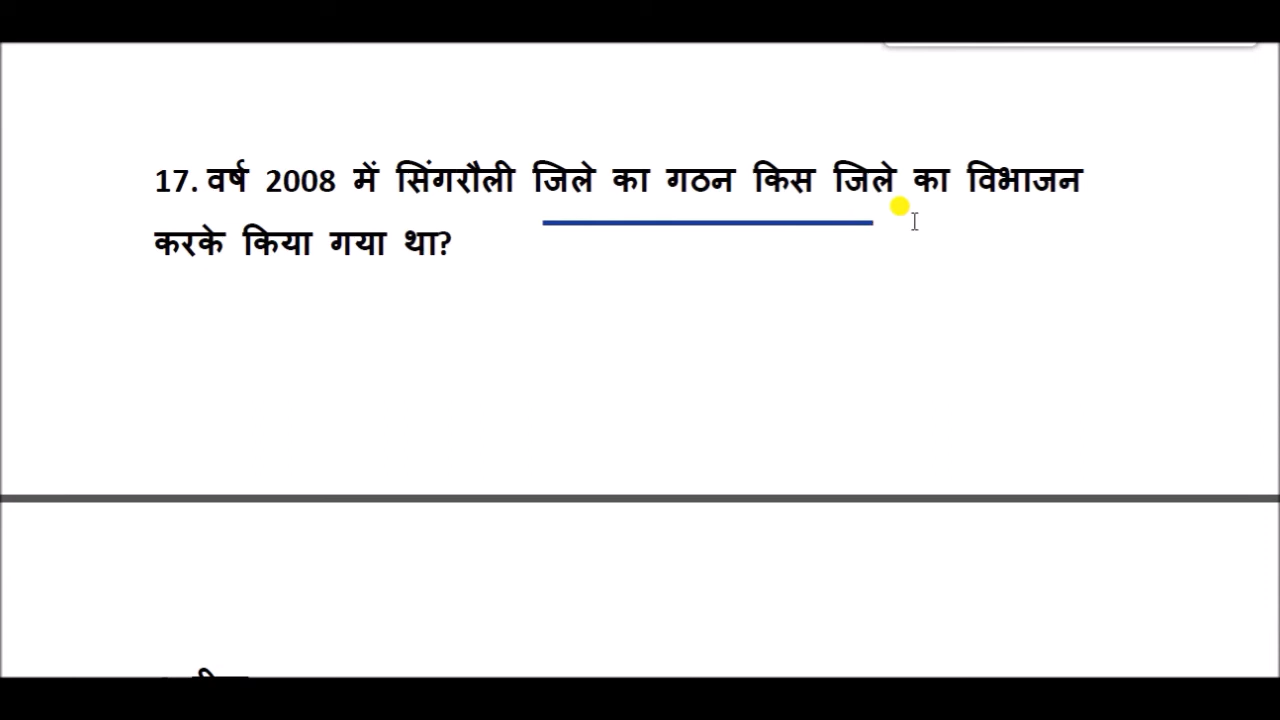 17. वर्ष 2008 में सिंगरौली जिले का गठन किस जिले का विभाजन
करके किया गया था?